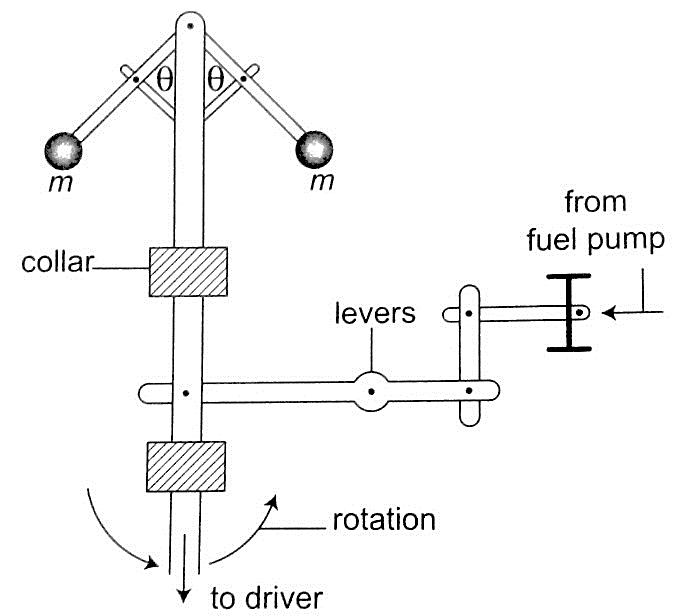 θ θ
m
m
from
fuel pump
collar
levers
rotation
to driver